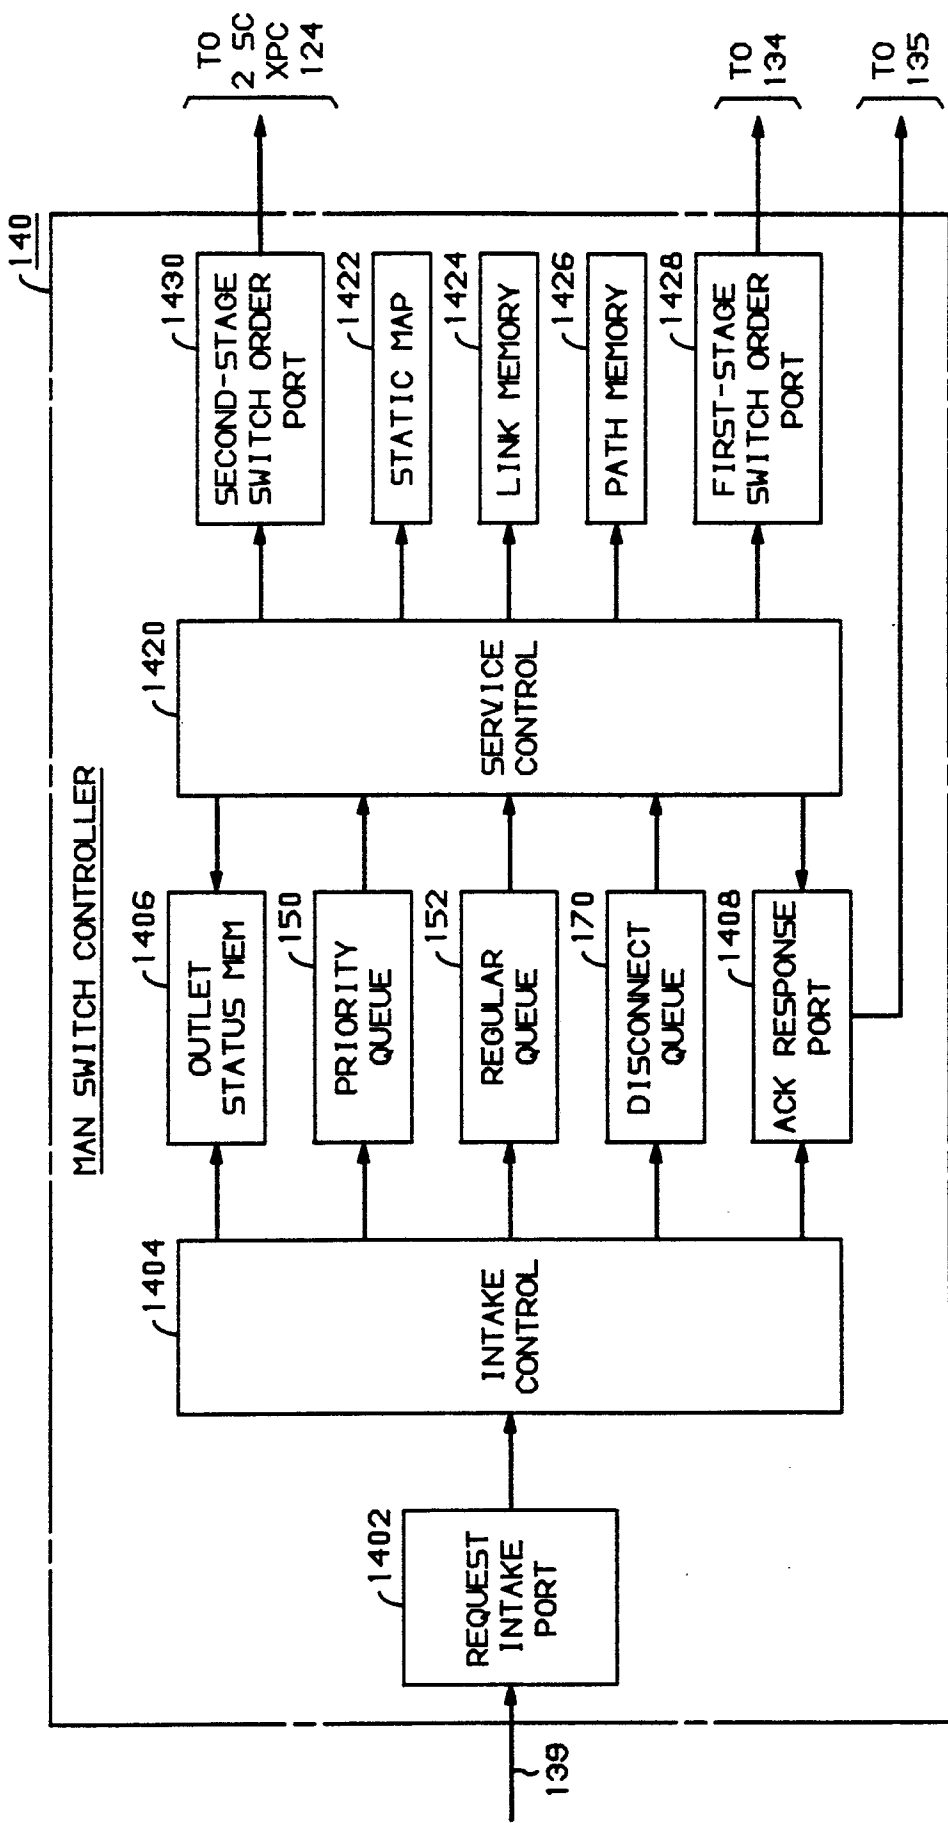 MAN SWITCH CONTROLLER
140
139
1402
REQUEST
INTAKE
PORT
1404
INTAKE
CONTROL
1406
OUTLET
STATUS MEM
150
PRIORITY
QUEUE
152
REGULAR
QUEUE
170
DISCONNECT
QUEUE
1408
ACK RESPONSE
PORT
1420
SERVICE
CONTROL
1430
SECOND-STAGE
SWITCH ORDER
PORT
1422
STATIC MAP
1424
LINK MEMORY
1426
PATH MEMORY
1428
FIRST-STAGE
SWITCH ORDER
PORT
TO
2 SC
XPC
124
TO
134
TO
135